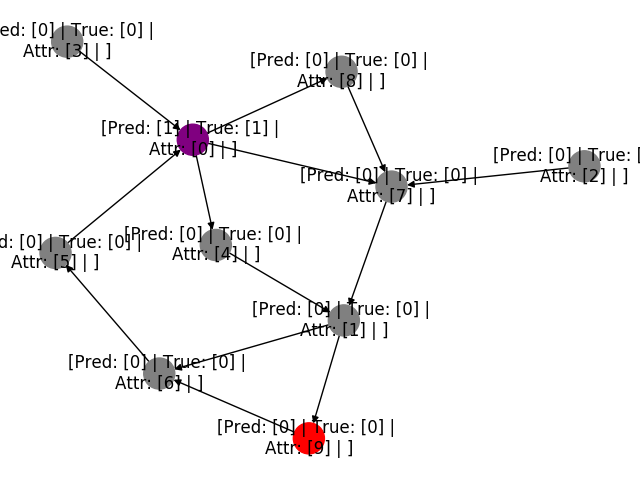 ed: [0] | True: [0] |
Attr: [3] | ]
[Pred: [0] | True: [0] |
Attr: [8] | ]
[Pred: [1] | True: [1] |
Attr: [0] | ]
[Pred: [0] | True: [
Attr: [2] | ]
[Pred: [0] | True: [0] |
Attr: [7] | ]
[Pred: [0] | True: [0] |
Attr: [4] | ]
d: [0] | True: [0] |
Attr: [5] | ]
[Pred: [0] | True: [0] |
Attr: [1] | ]
[Pred: [0] | True: [0] |
Attr: [6] | ]
[Pred: [0] | True: [0] |
Attr: [9] | ]